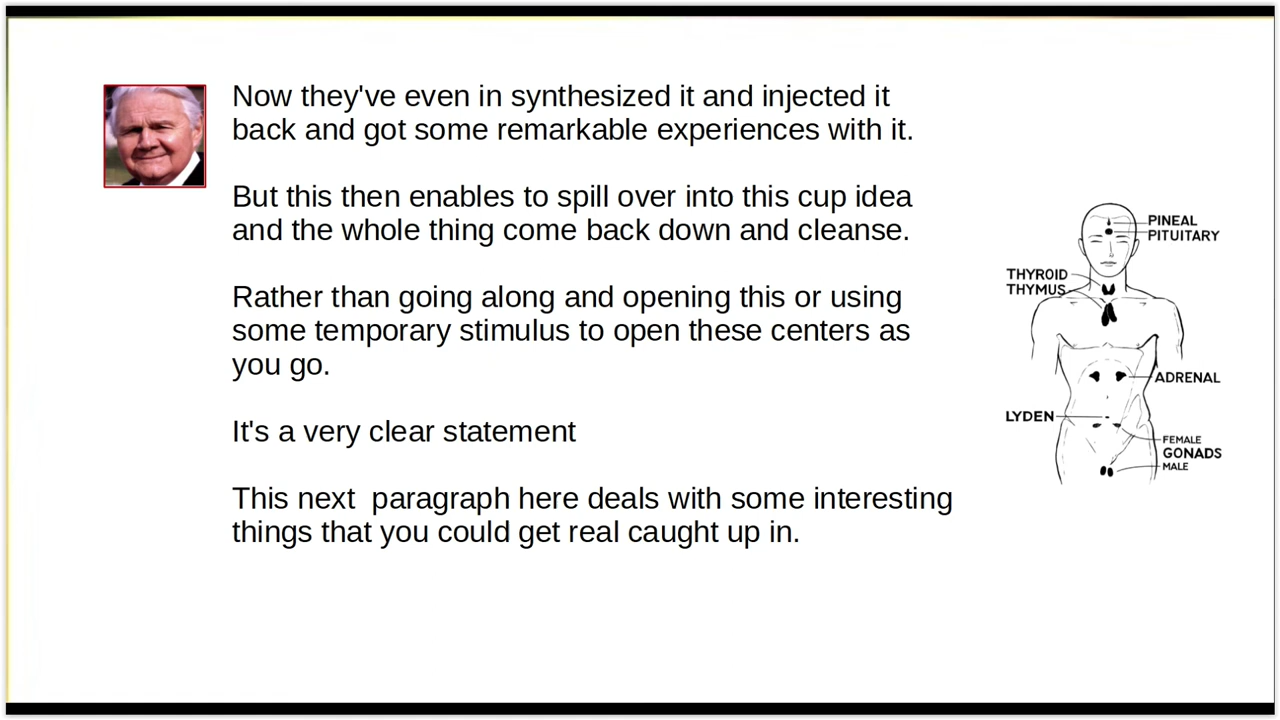 Now they've even in synthesized it and injected it
back and got some remarkable experiences with it.
But this then enables to spill over into this cup idea
and the whole thing come back down and cleanse.
Rather than going along and opening this or using
some temporary stimulus to open these centers as
you go.
It's a very clear statement
This next  paragraph here deals with some interesting
things that you could get real caught up in.
PINEAL
PITUITARY
THYROID
THYMUS
ADRENAL
LYDEN
FEMALE
GONADS
MALE